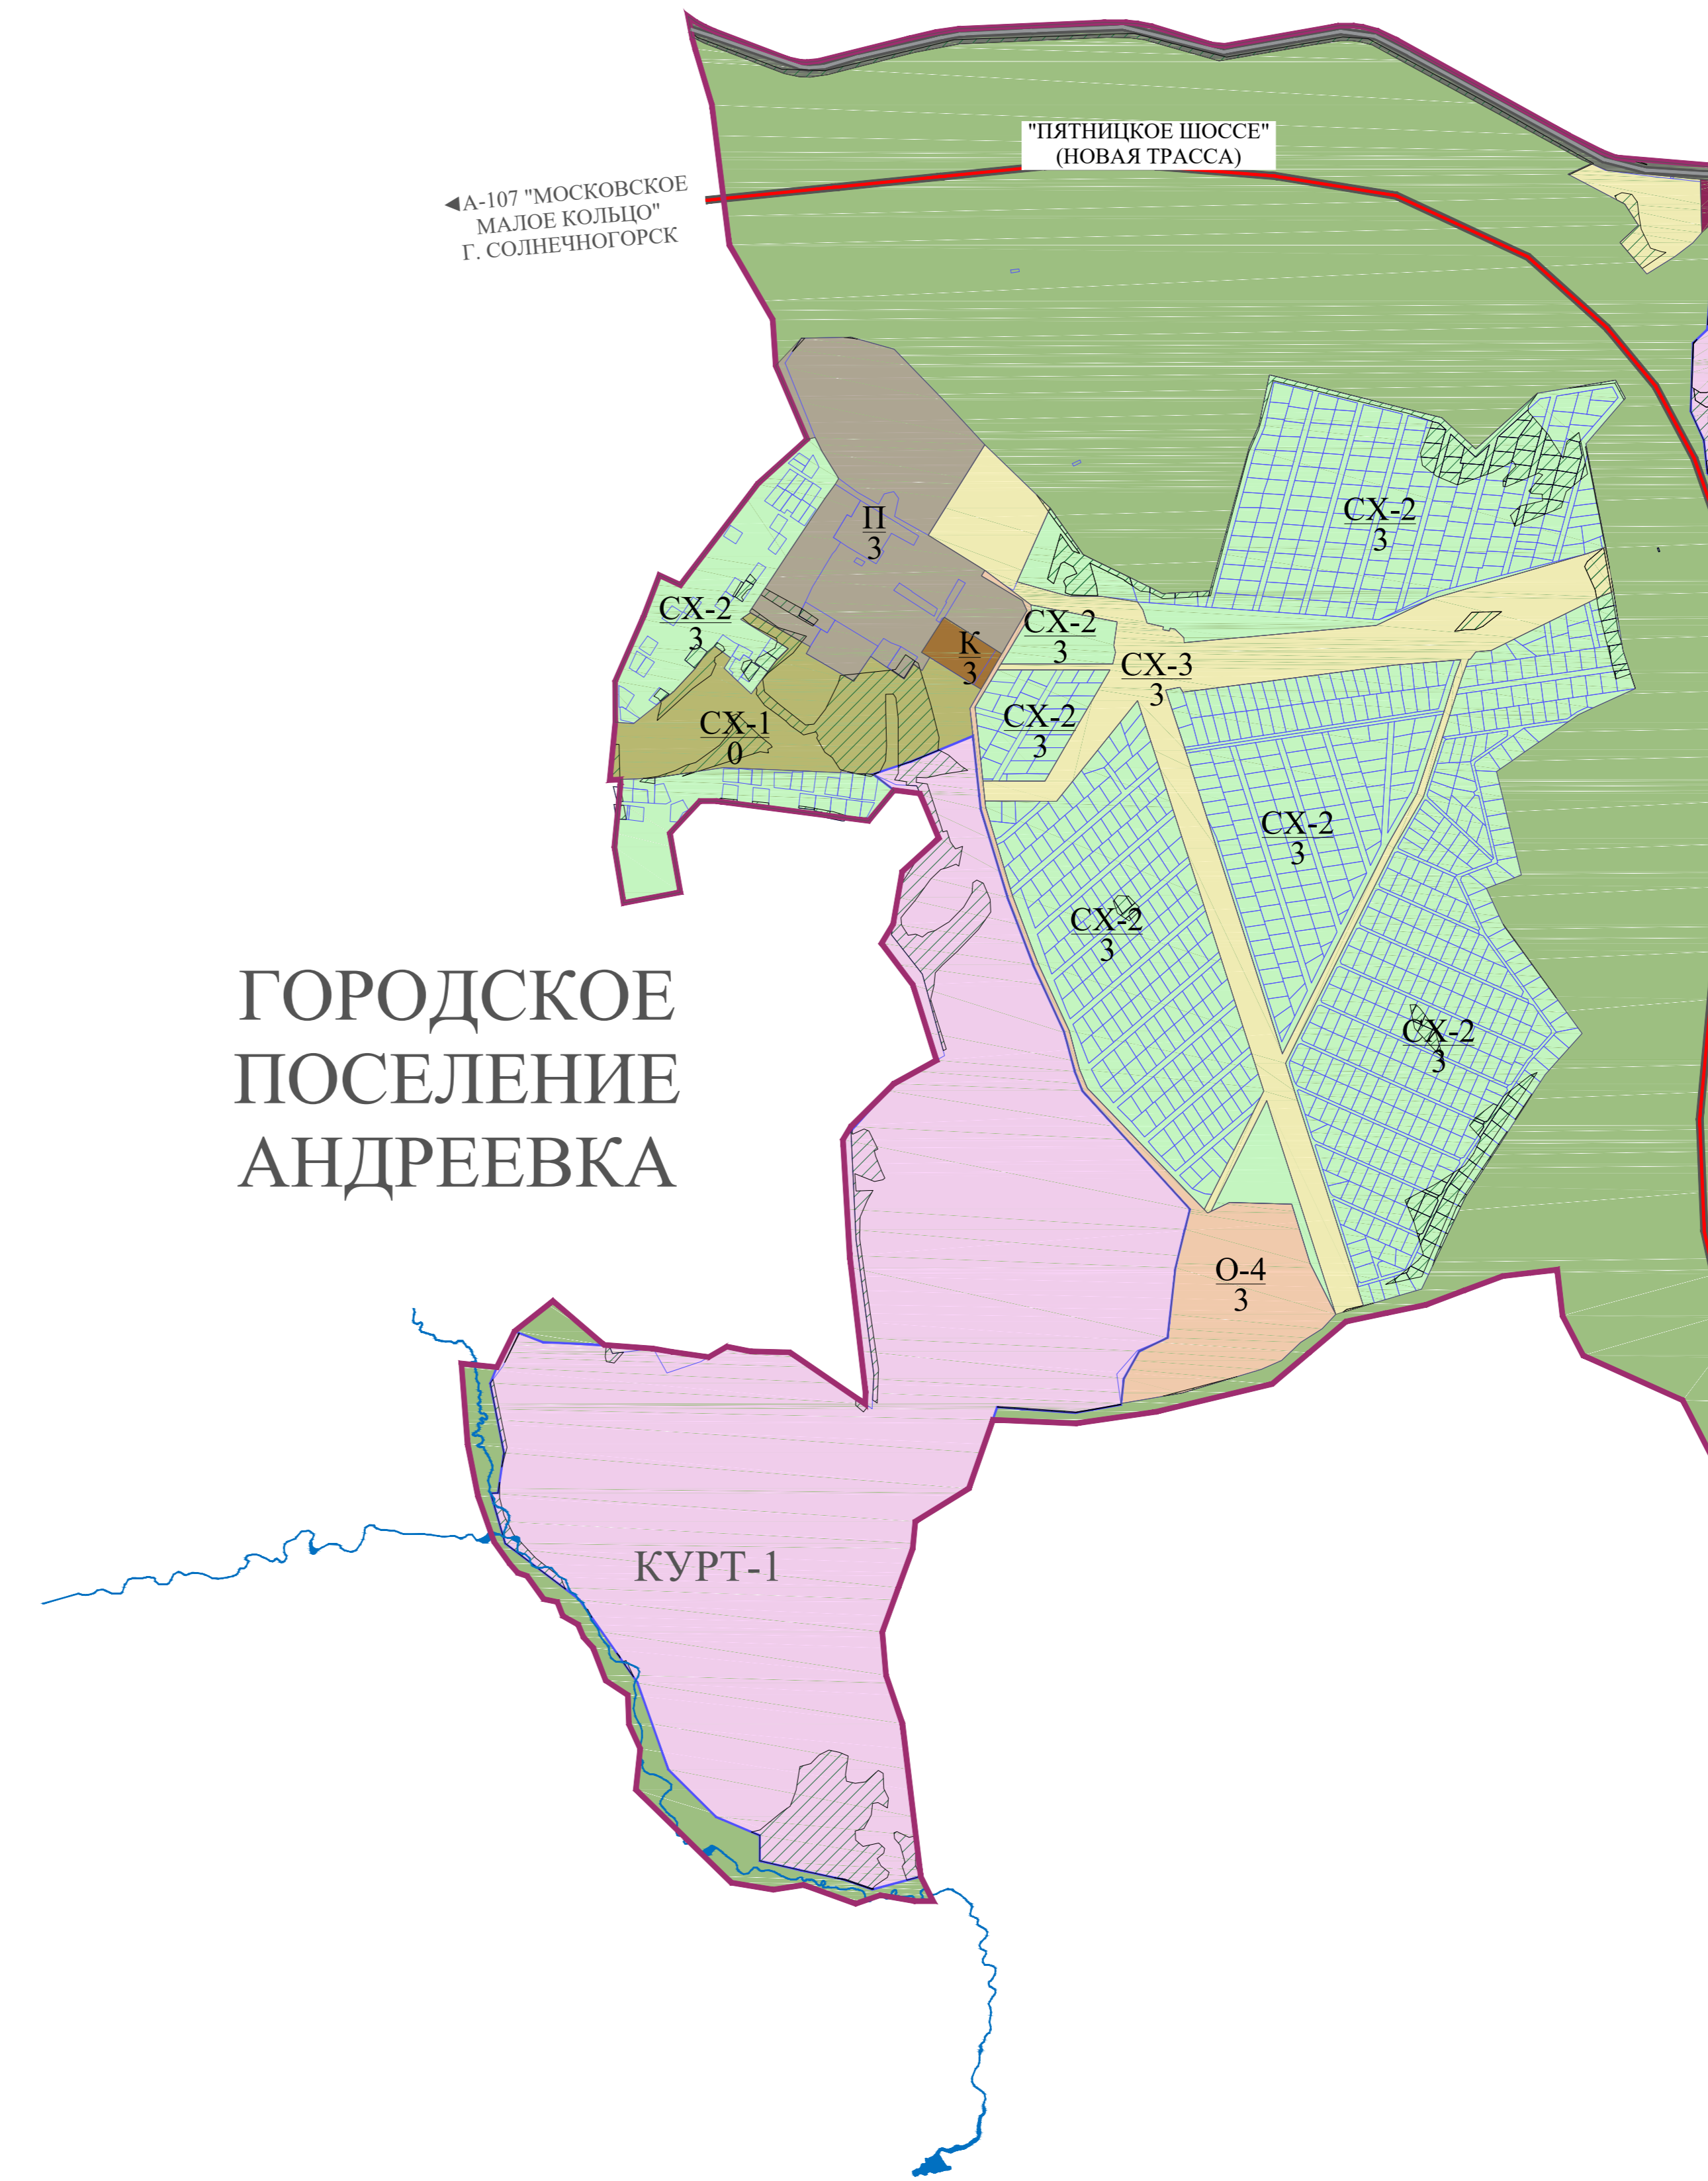 "ПЯТНИЦКОЕ ШОССЕ"
(НОВАЯ ТРАССА)
◄А-107 "МОСКОВСКОЕ
МАЛОЕ КОЛЬЦО"
Г. СОЛНЕЧНОГОРСК
СХ-2
3
П
3
СХ-2
3
СХ-2
3
К
3
СХ-3
3
СХ-2
3
СХ-1
0
СХ-2
3
СХ-2
3
СХ-2
3
ГОРОДСКОЕ
ПОСЕЛЕНИЕ
АНДРЕЕВКА
О-4
3
КУРТ-1